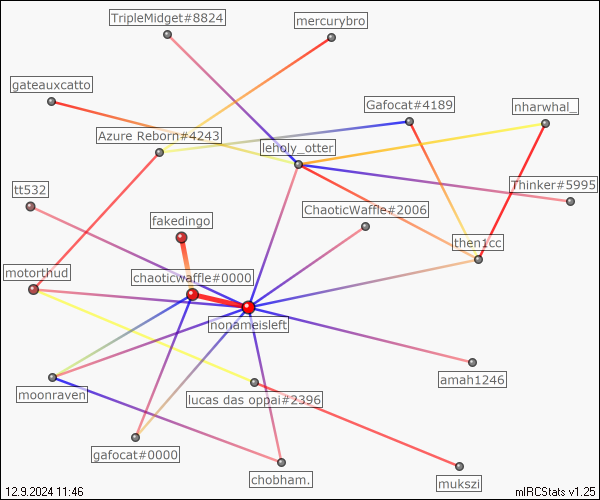 TripleMidget#8824
mercurybro
gateauxcatto
Gafocat#4189
nharwhal_
Azure Reborn#4243
leholy_otter
tt532
Thinker#5995
ChaoticWaffle#2006
fakedingo
then1cc
motorthud
chaoticwaffle#0000
nonameisleft
amah1246
moonraven
lucas das oppai#2396
gafocat#0000
chobham.
mukszi
12.9.2024 11:46
mIRCStats v1.25